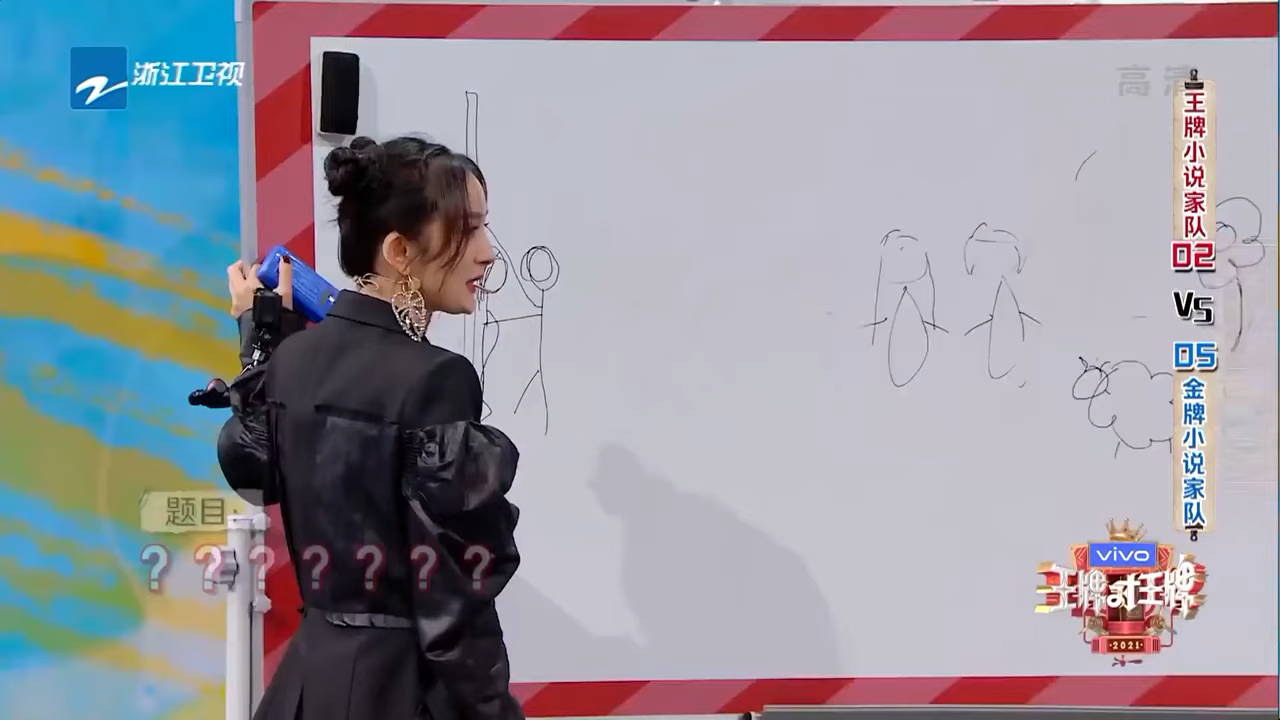 浙江卫视
高清
王牌小说家队
02
VS
05
金牌小说家队
题目:
? ? ? ? ? ? ?
vivo
王牌对王牌
·2021·